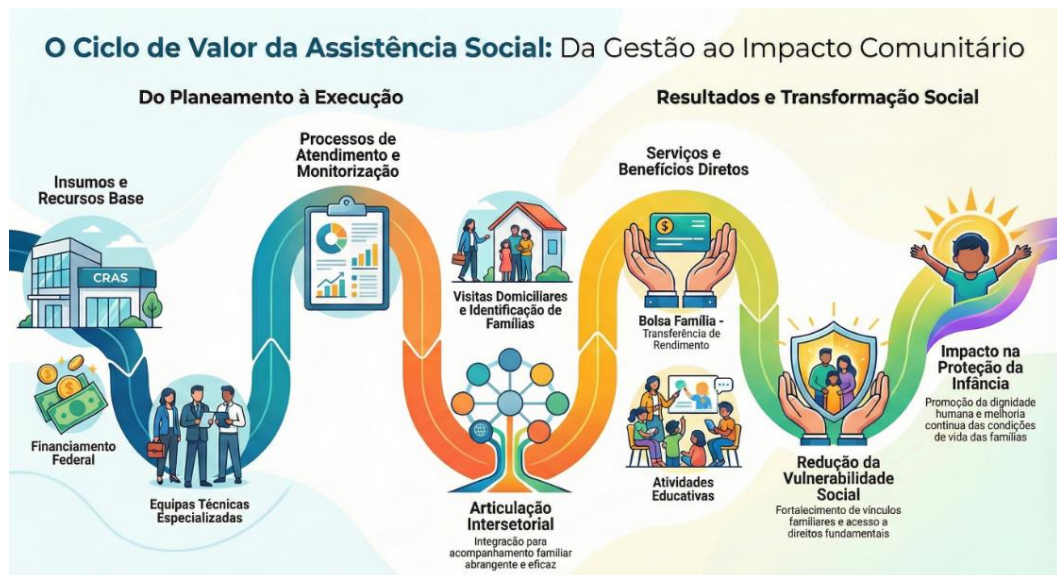 O Ciclo de Valor da Assistência Social: Da Gestão ao Impacto Comunitário
Do Planeamento à Execução
Resultados e Transformação Social
Insumos e
Recursos Base
CRAS
Financiamento
Federal
Equipas Técnicas
Especializadas
Processos de
Atendimento e
Monitorização
Visitas Domiciliares
e Identificação de
Famílias
Articulação
Intersetorial
Integração para
acompanhamento familiar
abrangente e eficaz
Serviços e
Benefícios Diretos
$
Bolsa Família -
Transferência de
Rendimento
Atividades
Educativas
Redução da
Vulnerabilidade
Social
Fortalecimento de vínculos
familiares e acesso a
direitos fundamentais
Impacto na
Proteção da
Infância
Promoção da dignidade
humana e melhoria
continua das condições
de vida das famílias